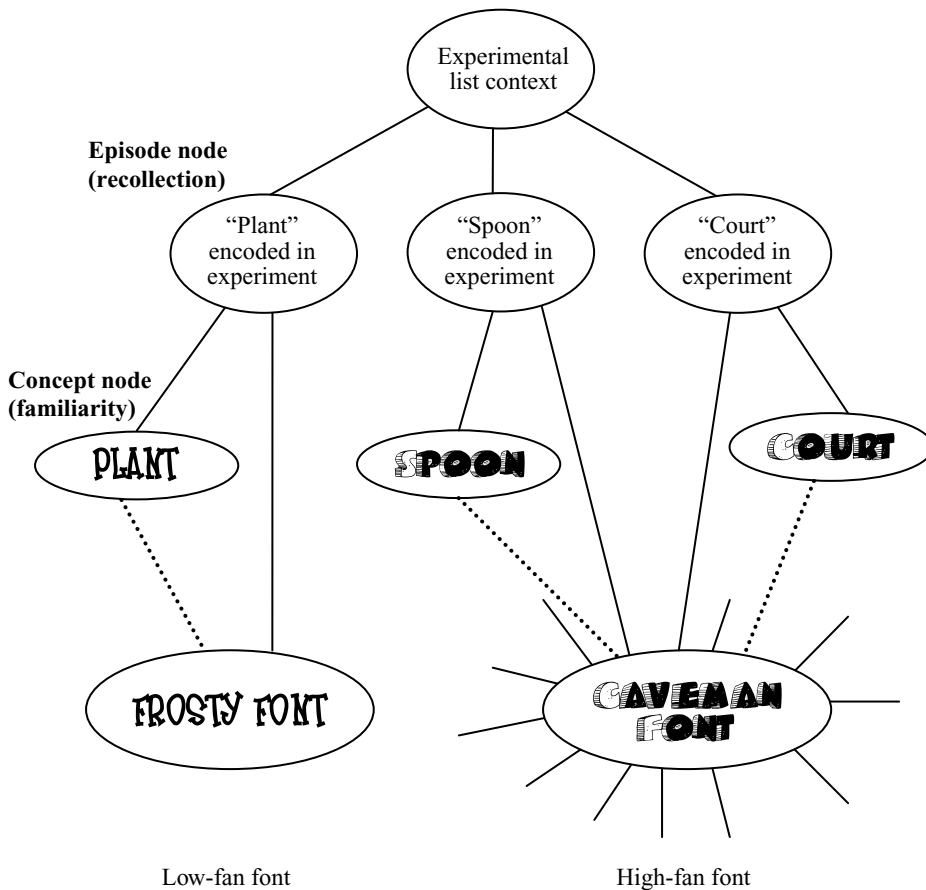 Experimental
list context
Episode node
(recollection)
“Plant”
encoded in
experiment
“Spoon”
encoded in
experiment
“Court”
encoded in
experiment
Concept node
(familiarity)
PLANT
SPOON
COURT
FROSTY FONT
CAVEMAN
FONT
Low-fan font
High-fan font